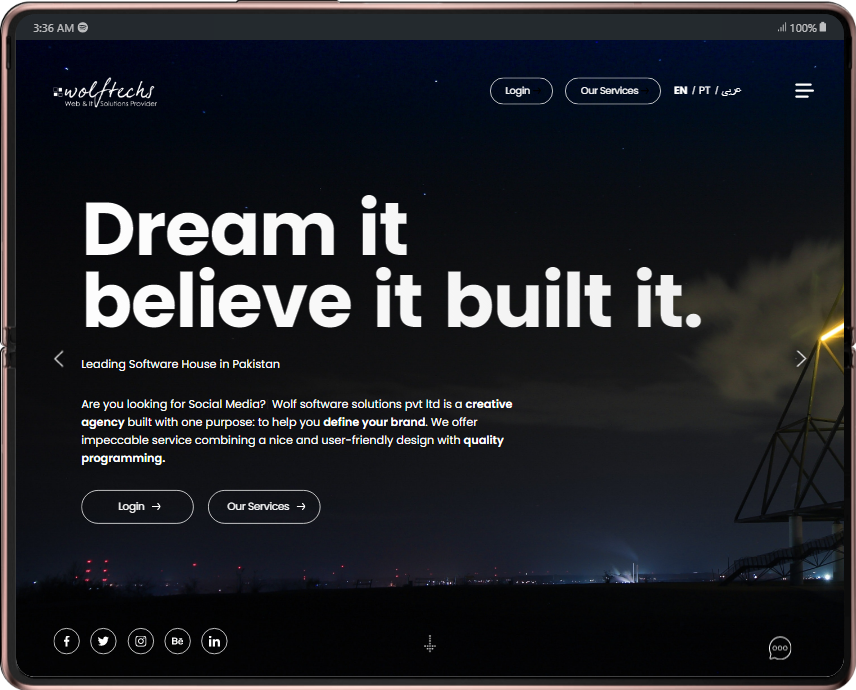 3:36 AM
100%
wolftechs
Web & IT Solutions Provider
Login
Our Services
EN / PT / عربى
Dream it
believe it built it.
Leading Software House in Pakistan
Are you looking for Social Media? Wolf software solutions pvt ltd is a creative
agency built with one purpose: to help you define your brand. We offer
impeccable service combining a nice and user-friendly design with quality
programming.
Login →
Our Services →
f
Bē
in